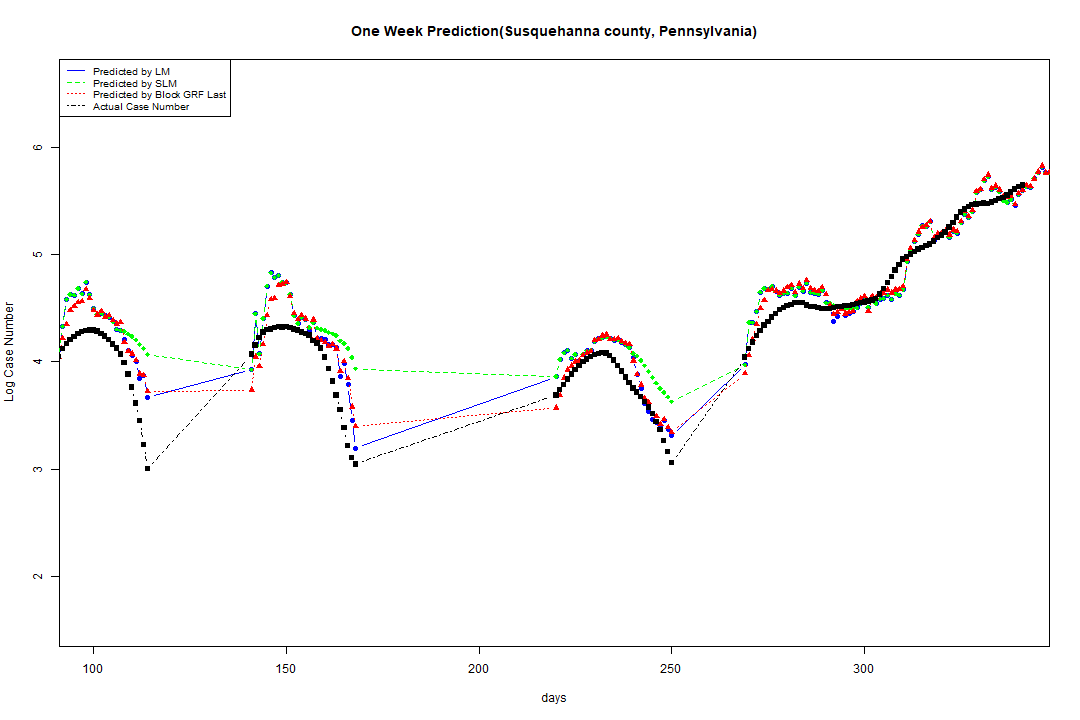 One Week Prediction(Susquehanna county, Pennsylvania)
Predicted by LM
Predicted by SLM
Predicted by Block GRF Last
Actual Case Number
Log Case Number
6
5
4
3
2
100 150 200 250 300
days